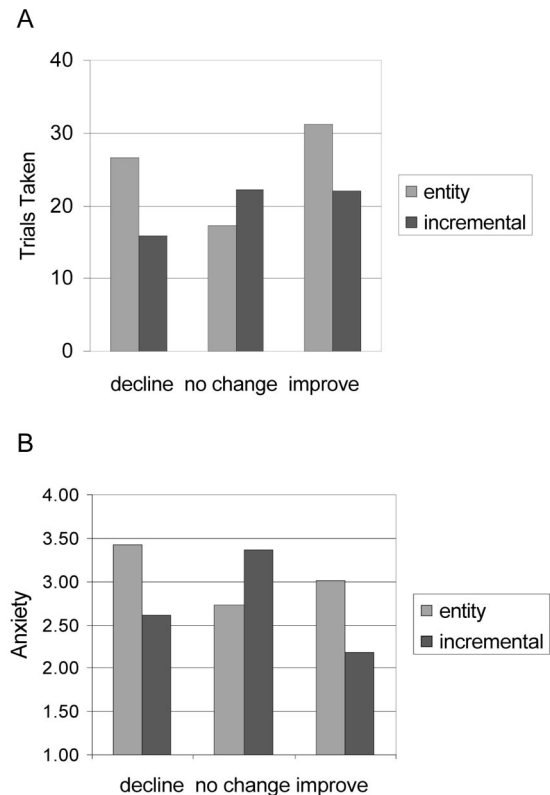 A
40
30
20
10
0
Trials Taken
decline no change improve
entity
incremental
B
4.00
3.50
3.00
2.50
2.00
1.50
1.00
Anxiety
decline no change improve
entity
incremental